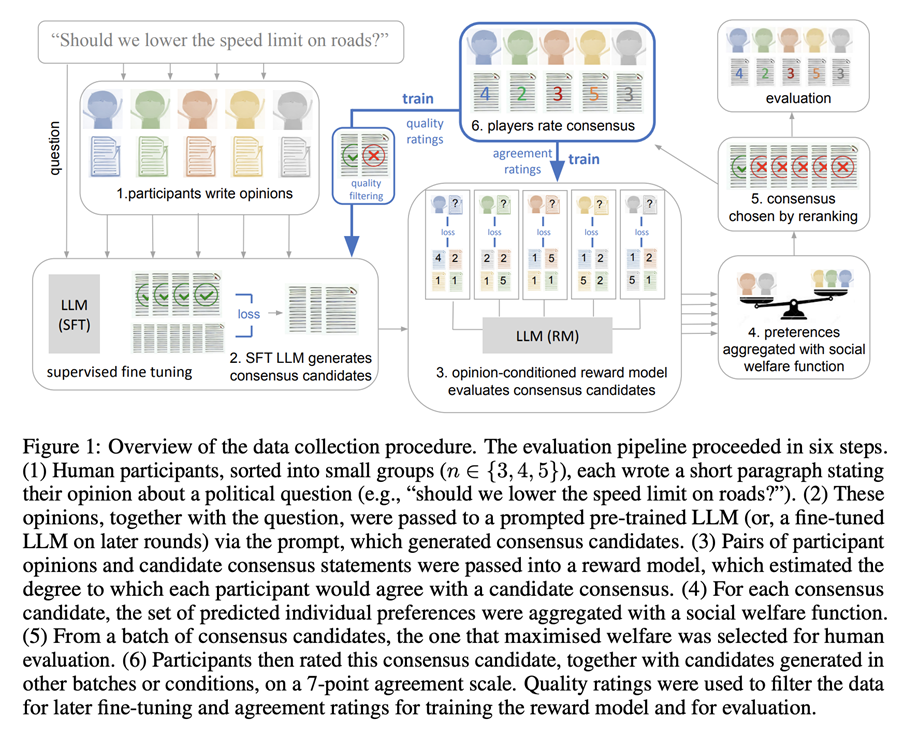 “Should we lower the speed limit on roads?”
question
1.participants write opinions
train
quality
ratings
quality
filtering
4 2 3 5 3
6. players rate consensus
agreement
ratings
train
4 2 3 5 3
evaluation
5. consensus
chosen by reranking
4. preferences
aggregated with social
welfare function
? ? ? ? ?
loss loss loss loss loss
4 2 2 2 1 5 1 2 1 2
1 1 1 5 1 1 5 2 5 1
LLM (RM)
3. opinion-conditioned reward model
evaluates consensus candidates
LLM
(SFT)
loss
supervised fine tuning
2. SFT LLM generates
consensus candidates
Figure 1: Overview of the data collection procedure. The evaluation pipeline proceeded in six steps.
(1) Human participants, sorted into small groups (n ∈ {3, 4, 5}), each wrote a short paragraph stating
their opinion about a political question (e.g., “should we lower the speed limit on roads?”). (2) These
opinions, together with the question, were passed to a prompted pre-trained LLM (or, a fine-tuned
LLM on later rounds) via the prompt, which generated consensus candidates. (3) Pairs of participant
opinions and candidate consensus statements were passed into a reward model, which estimated the
degree to which each participant would agree with a candidate consensus. (4) For each consensus
candidate, the set of predicted individual preferences were aggregated with a social welfare function.
(5) From a batch of consensus candidates, the one that maximised welfare was selected for human
evaluation. (6) Participants then rated this consensus candidate, together with candidates generated in
other batches or conditions, on a 7-point agreement scale. Quality ratings were used to filter the data
for later fine-tuning and agreement ratings for training the reward model and for evaluation.